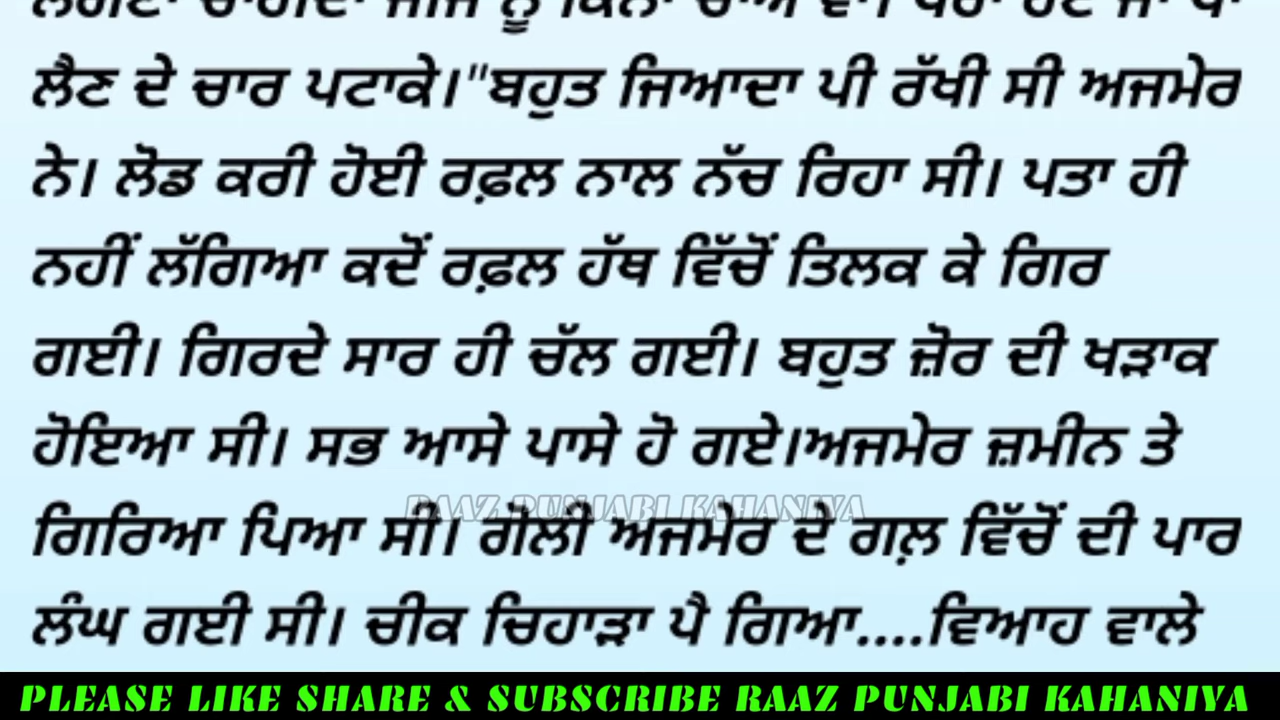 ਲੈਣ ਦੇ ਚਾਰ ਪਟਾਕੇ।"ਬਹੁਤ ਜਿਆਦਾ ਪੀ ਰੱਖੀ ਸੀ ਅਜਮੇਰ
ਨੇ। ਲੋਡ ਕਰੀ ਹੋਈ ਰਫ਼ਲ ਨਾਲ ਨੱਚ ਰਿਹਾ ਸੀ। ਪਤਾ ਹੀ
ਨਹੀਂ ਲੱਗਿਆ ਕਦੋਂ ਰਫ਼ਲ ਹੱਥ ਵਿੱਚੋਂ ਤਿਲਕ ਕੇ ਗਿਰ
ਗਈ। ਗਿਰਦੇ ਸਾਰ ਹੀ ਚੱਲ ਗਈ। ਬਹੁਤ ਜ਼ੋਰ ਦੀ ਖੜਾਕ
ਹੋਇਆ ਸੀ। ਸਭ ਆਸੇ ਪਾਸੇ ਹੋ ਗਏ।ਅਜਮੇਰ ਜ਼ਮੀਨ ਤੇ
RAAZ PUNJABI KAHANIYA
ਗਿਰਿਆ ਪਿਆ ਸੀ। ਗੋਲੀ ਅਜਮੇਰ ਦੇ ਗਲ਼ ਵਿੱਚੋਂ ਦੀ ਪਾਰ
ਲੰਘ ਗਈ ਸੀ। ਚੀਕ ਚਿਹਾੜਾ ਪੈ ਗਿਆ....ਵਿਆਹ ਵਾਲੇ
PLEASE LIKE SHARE & SUBSCRIBE RAAZ PUNJABI KAHANIYA